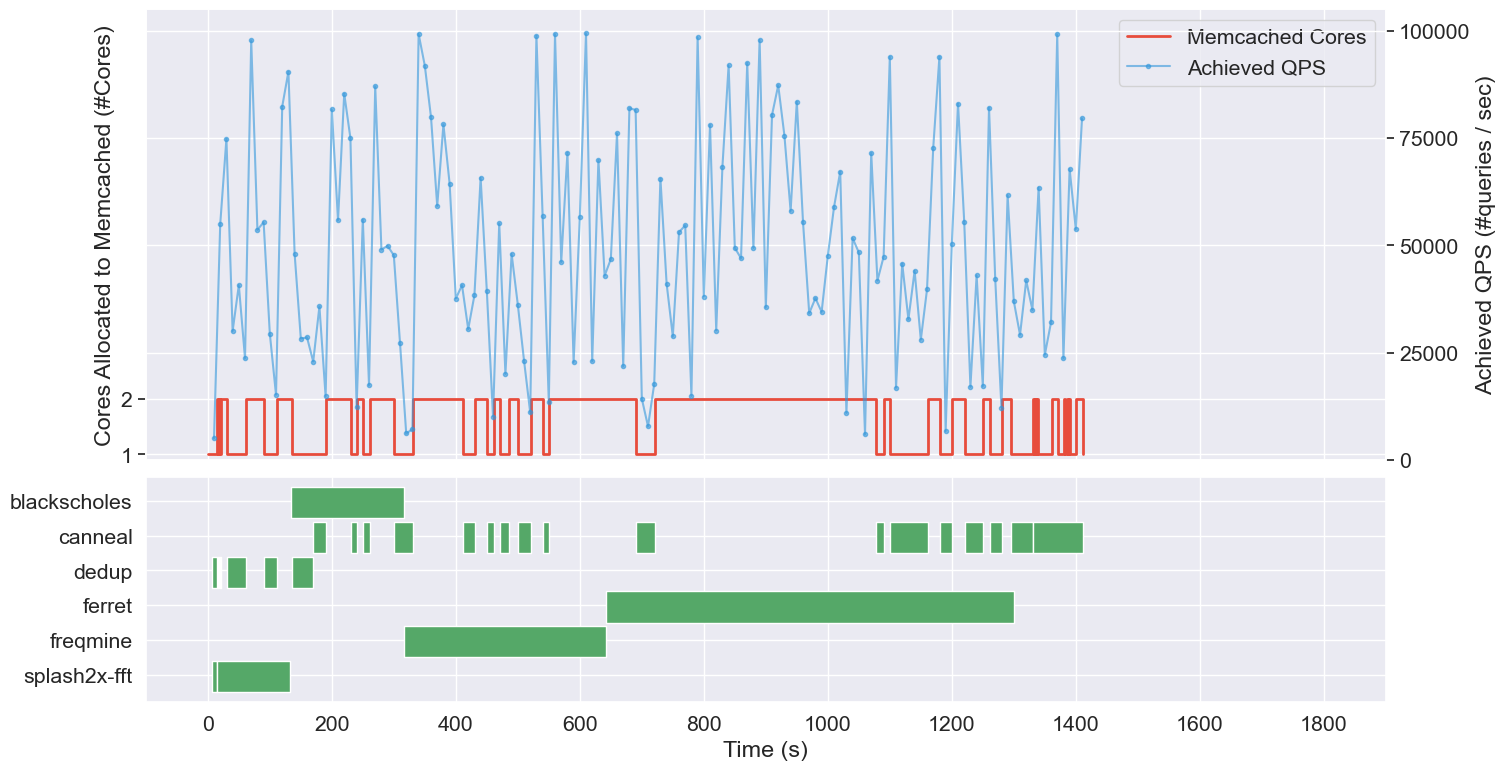 Cores Allocated to Memcached (#Cores)
2
1
Memcached Cores
Achieved QPS
100000
75000
50000
25000
0
Achieved QPS (#queries / sec)
blackscholes
canneal
dedup
ferret
freqmine
splash2x-fft
0 200 400 600 800 1000 1200 1400 1600 1800
Time (s)